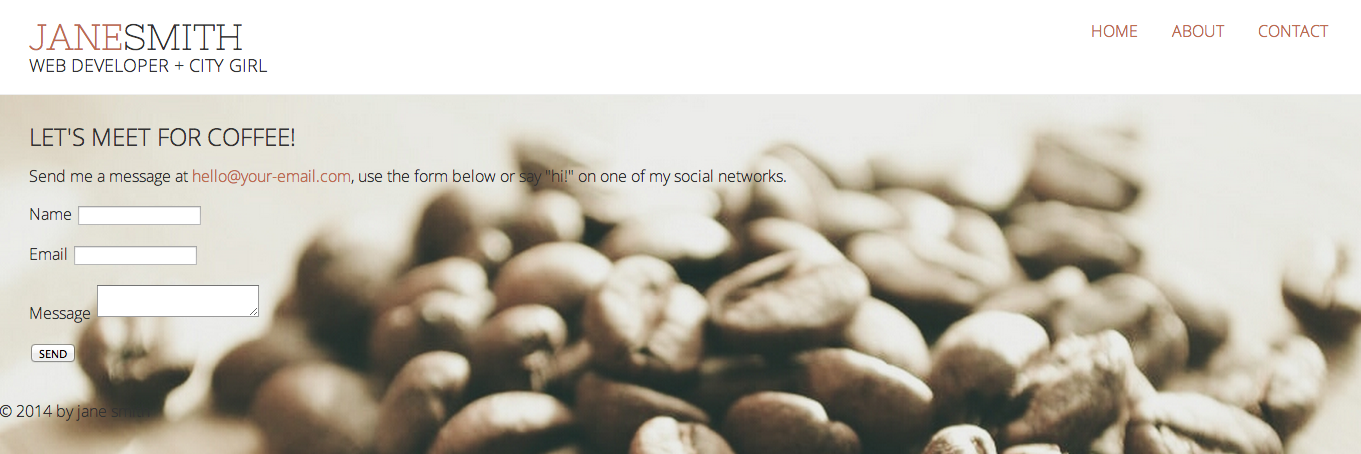 JANESMITH
WEB DEVELOPER + CITY GIRL
HOME ABOUT CONTACT
LET'S MEET FOR COFFEE!
Send me a message at hello@your-email.com, use the form below or say "hi!" on one of my social networks.
Name
Email
Message
SEND
© 2014 by jane smith